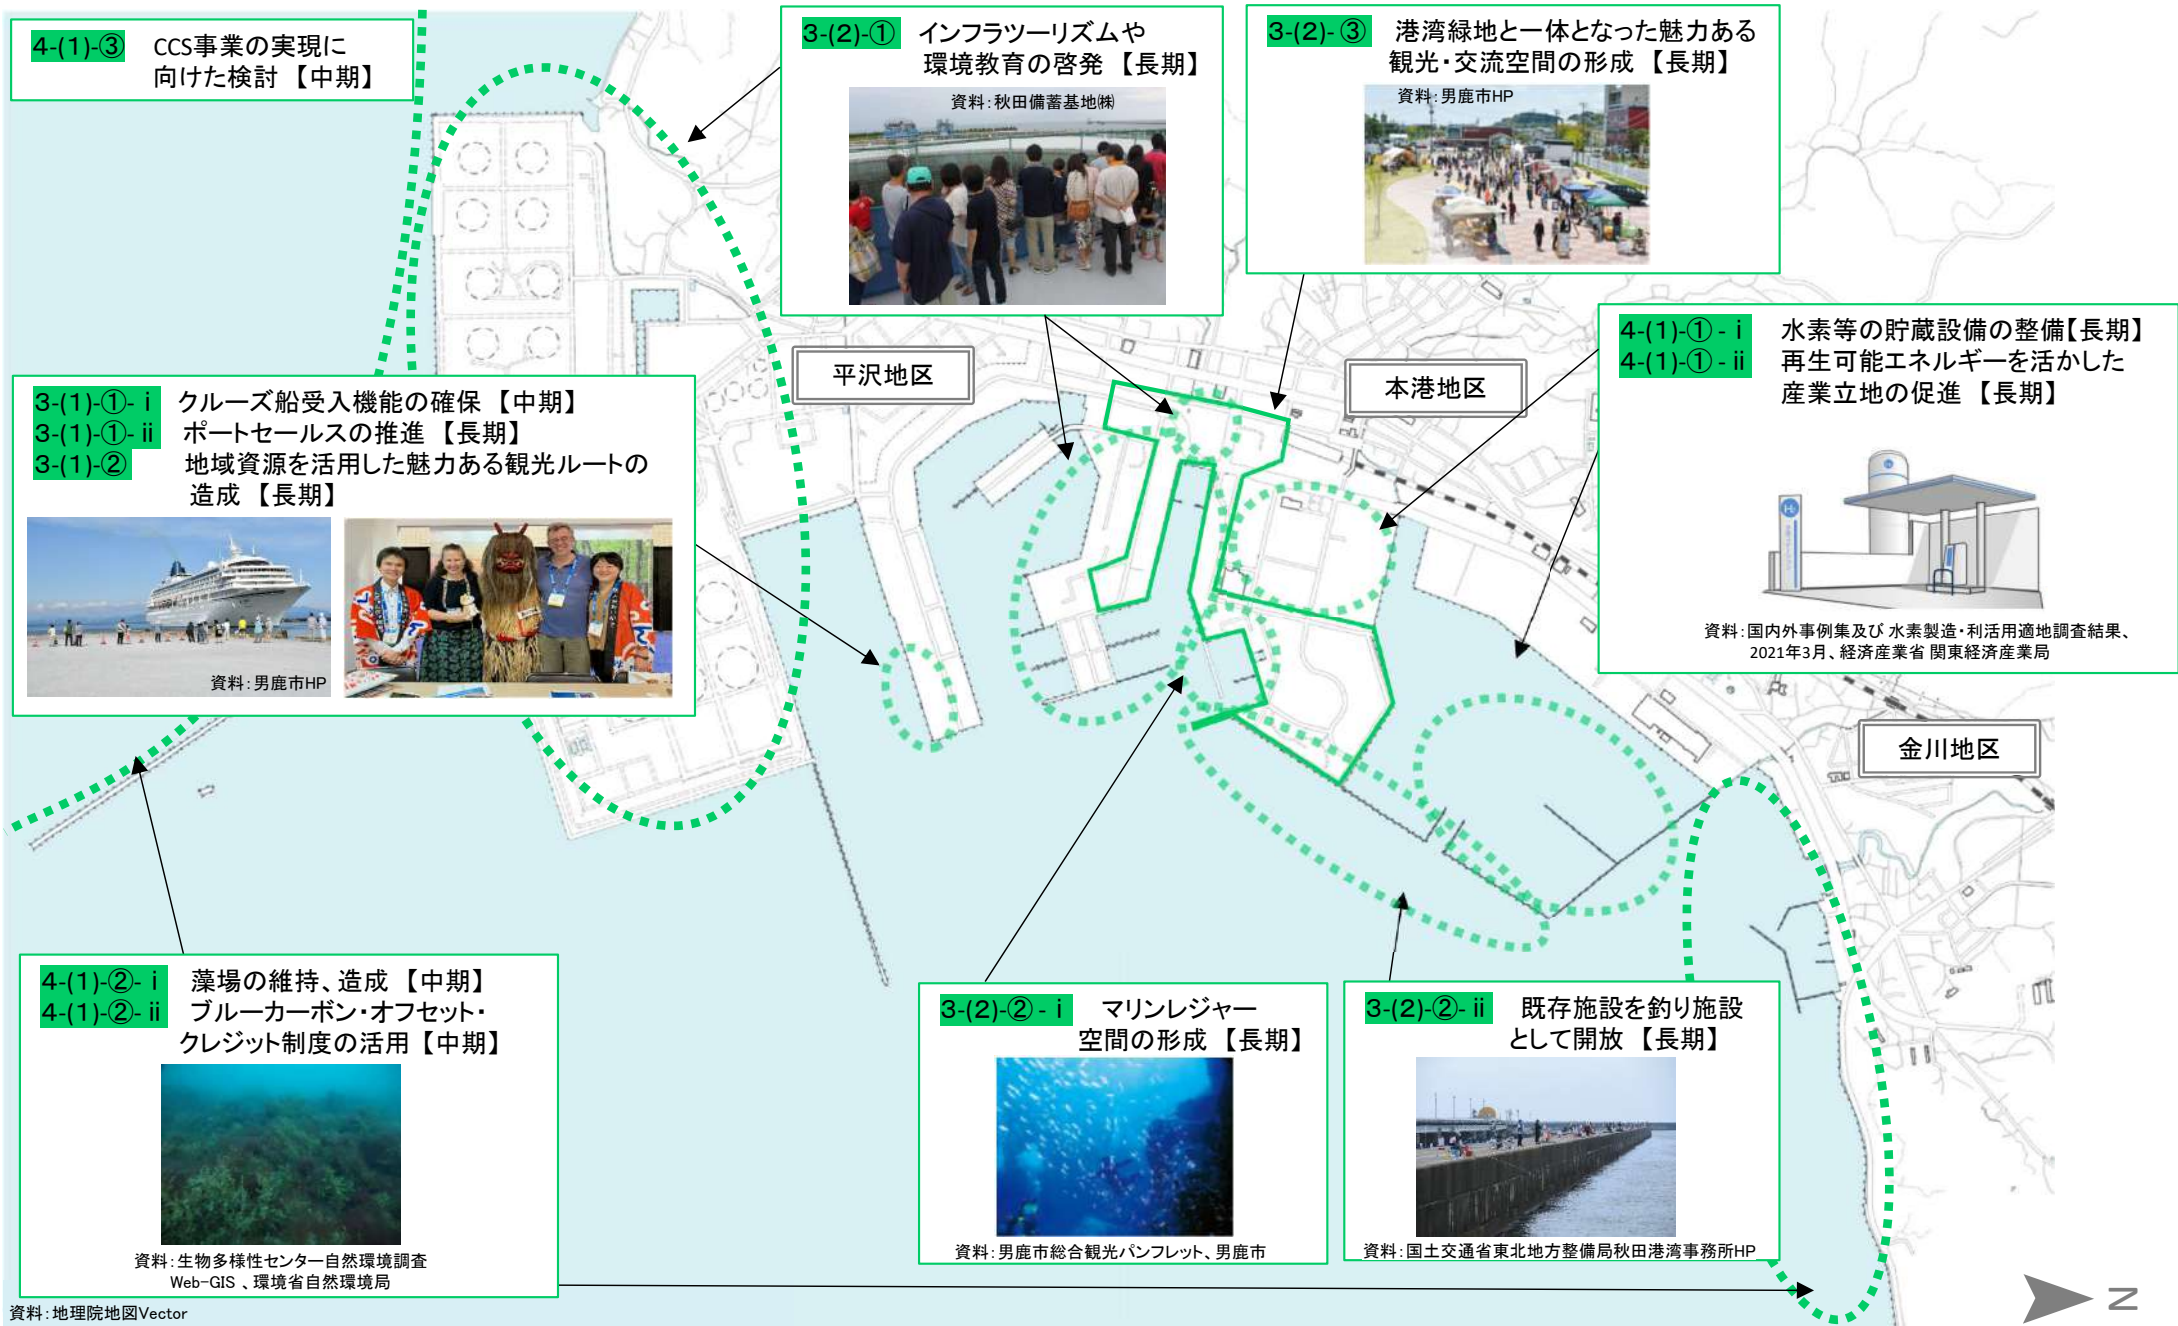 4-(1)-③ CCS事業の実現に
向けた検討 【中期】
3-(2)-① インフラツーリズムや
環境教育の啓発 【長期】
資料:秋田備蓄基地㈱
3-(2)-③ 港湾緑地と一体となった魅力ある
観光・交流空間の形成 【長期】
資料:男鹿市HP
4-(1)-①-ⅰ 水素等の貯蔵設備の整備【長期】
4-(1)-①-ⅱ 再生可能エネルギーを活かした
産業立地の促進 【長期】
H2
資料:国内外事例集及び 水素製造・利活用適地調査結果、
2021年3月、経済産業省 関東経済産業局
平沢地区
本港地区
金川地区
3-(1)-①-ⅰ クルーズ船受入機能の確保 【中期】
3-(1)-①-ⅱ ポートセールスの推進 【長期】
3-(1)-② 地域資源を活用した魅力ある観光ルートの
造成 【長期】
資料:男鹿市HP
4-(1)-②-ⅰ 藻場の維持、造成 【中期】
4-(1)-②-ⅱ ブルーカーボン・オフセット・
クレジット制度の活用 【中期】
資料:生物多様性センター自然環境調査
Web-GIS 、環境省自然環境局
3-(2)-②-ⅰ マリンレジャー
空間の形成 【長期】
資料:男鹿市総合観光パンフレット、男鹿市
3-(2)-②-ⅱ 既存施設を釣り施設
として開放 【長期】
資料:国土交通省東北地方整備局秋田港湾事務所HP
資料:地理院地図Vector
N